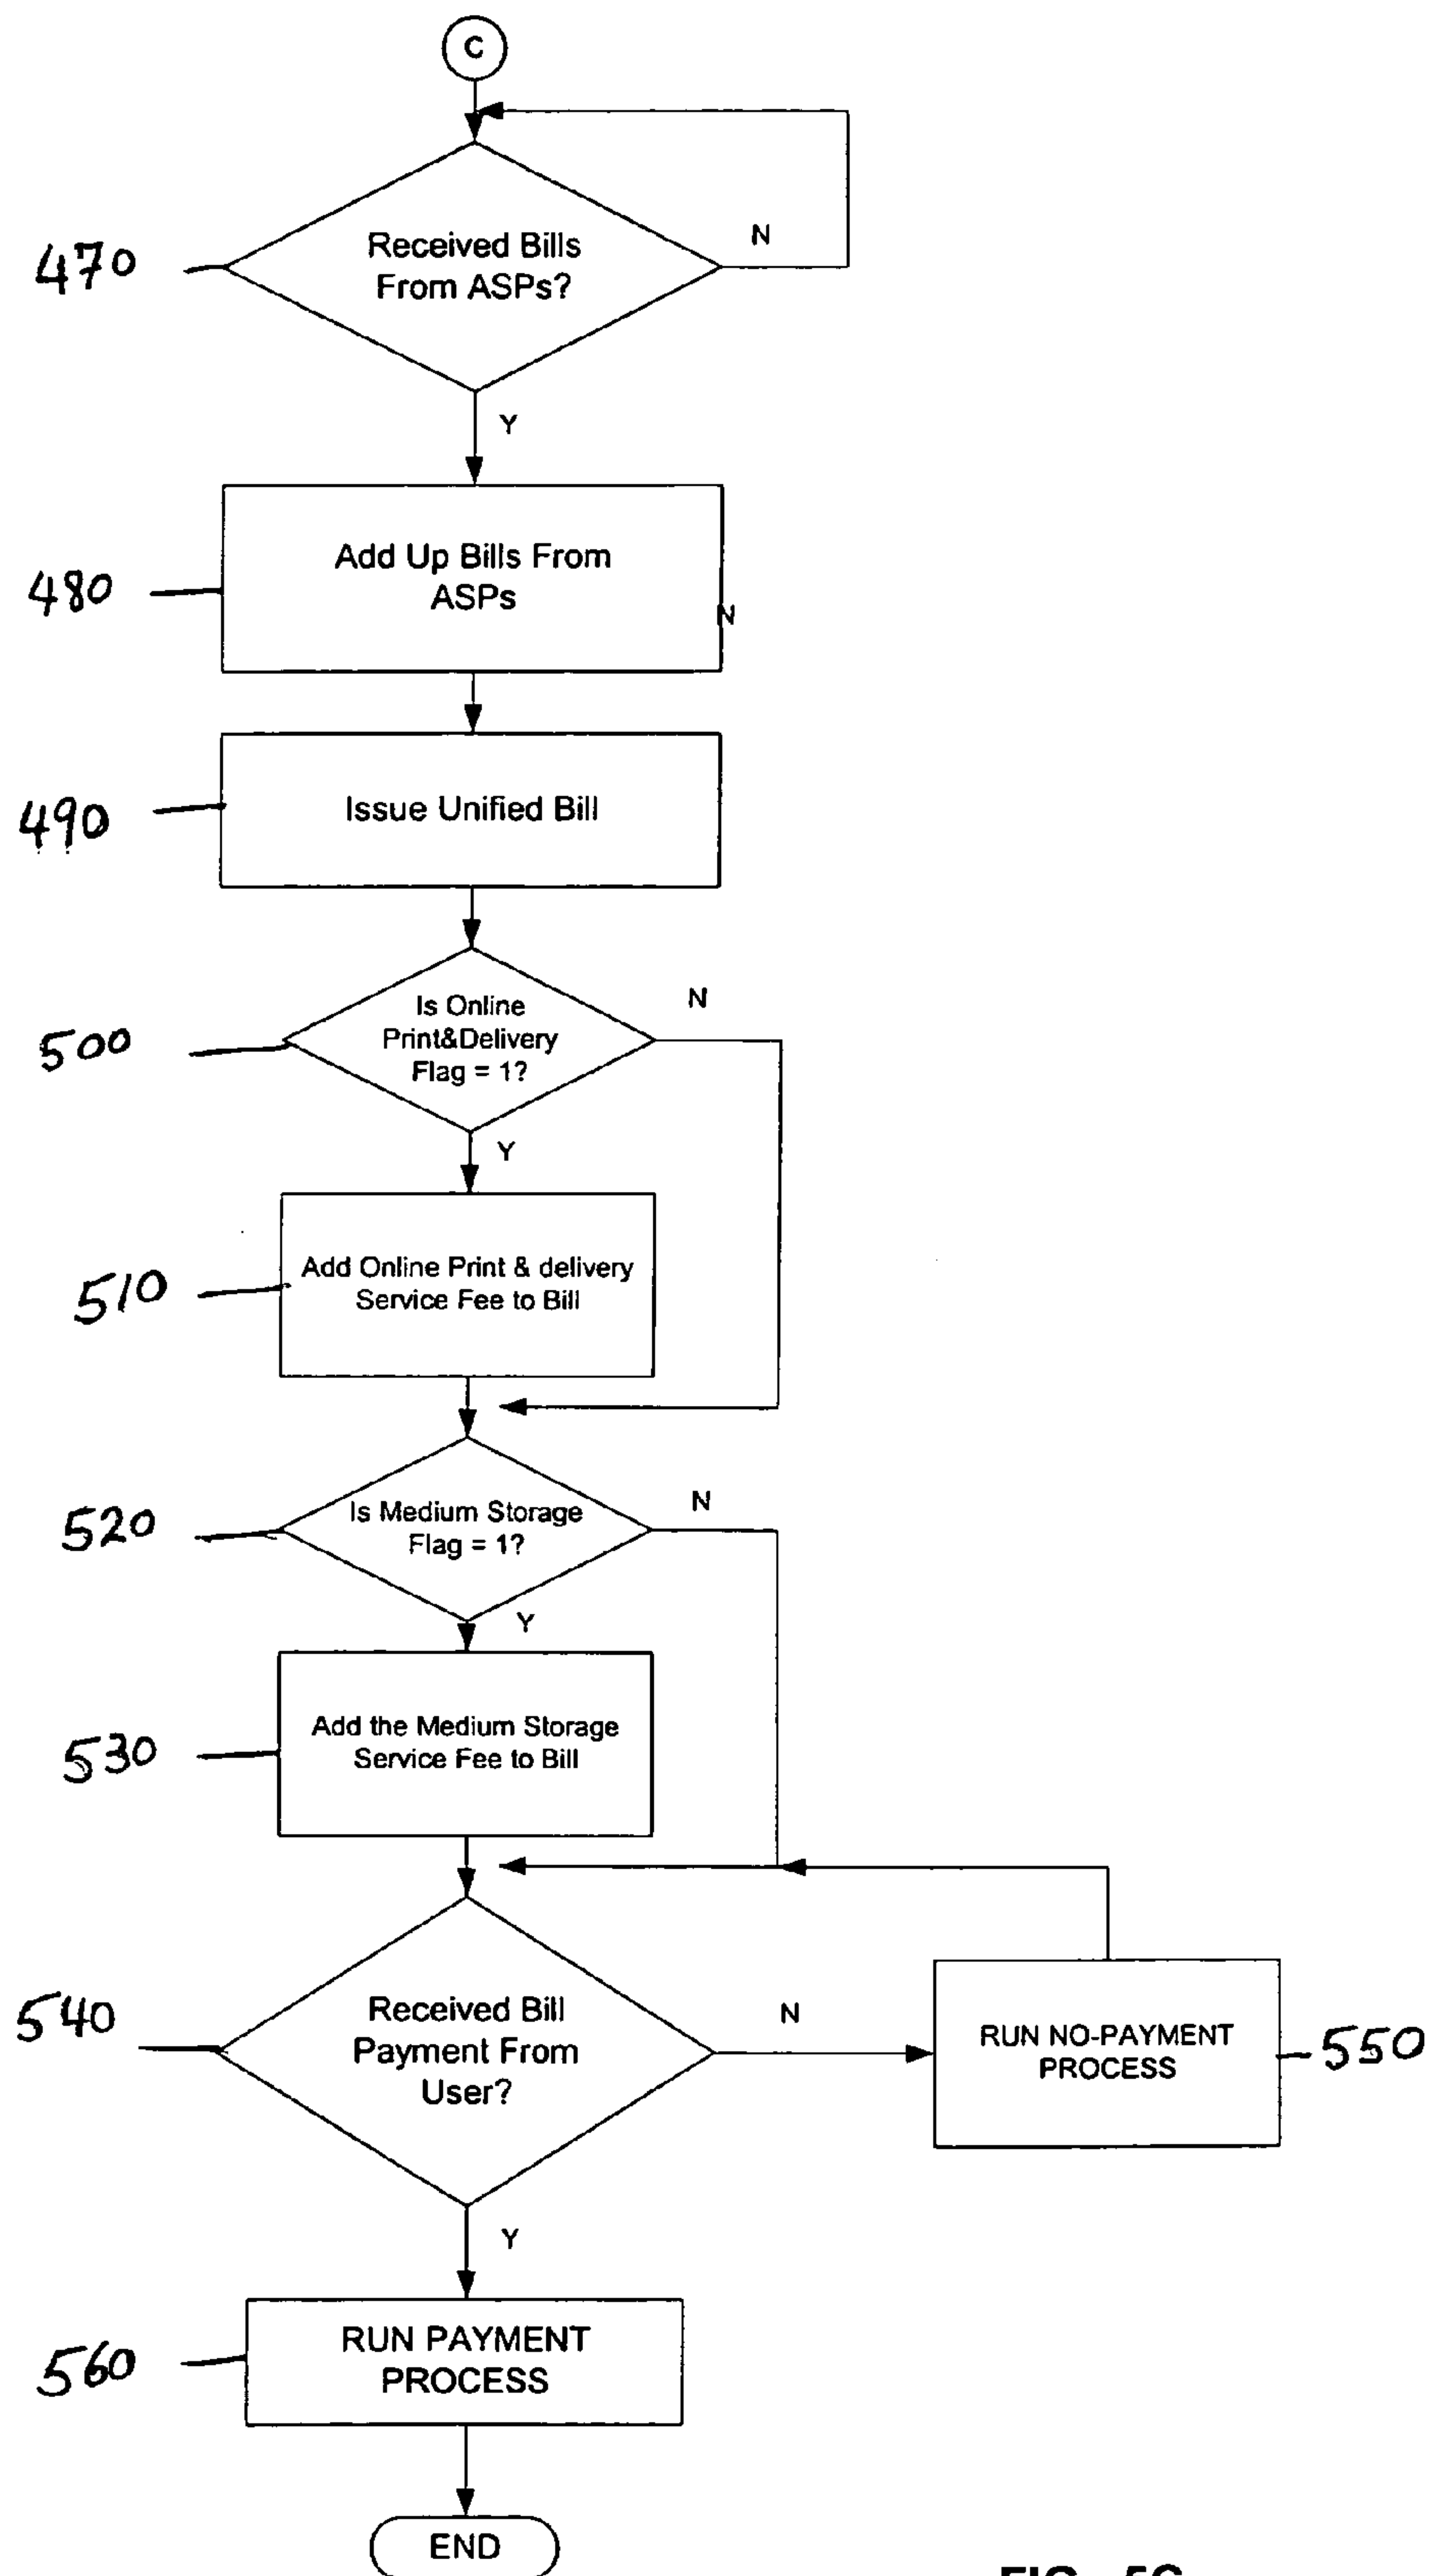 C
Received Bills
From ASPs?
N
470
Y
Add Up Bills From
ASPs
N
480
Issue Unified Bill
490
Is Online
Print&Delivery
Flag = 1?
N
500
Y
Add Online Print & delivery
Service Fee to Bill
510
Is Medium Storage
Flag = 1?
N
520
Y
Add the Medium Storage
Service Fee to Bill
530
Received Bill
Payment From
User?
N
540
RUN NO-PAYMENT
PROCESS
550
Y
RUN PAYMENT
PROCESS
560
END
FIG. 5C